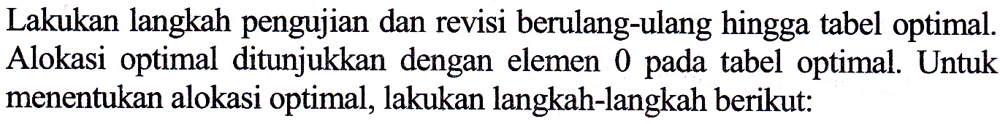 Lakukan langkah pengujian dan revisi berulang-ulang hingga tabel optimal.
Alokasi optimal ditunjukkan dengan elemen 0 pada tabel optimal. Untuk
menentukan alokasi optimal, lakukan langkah-langkah berikut: